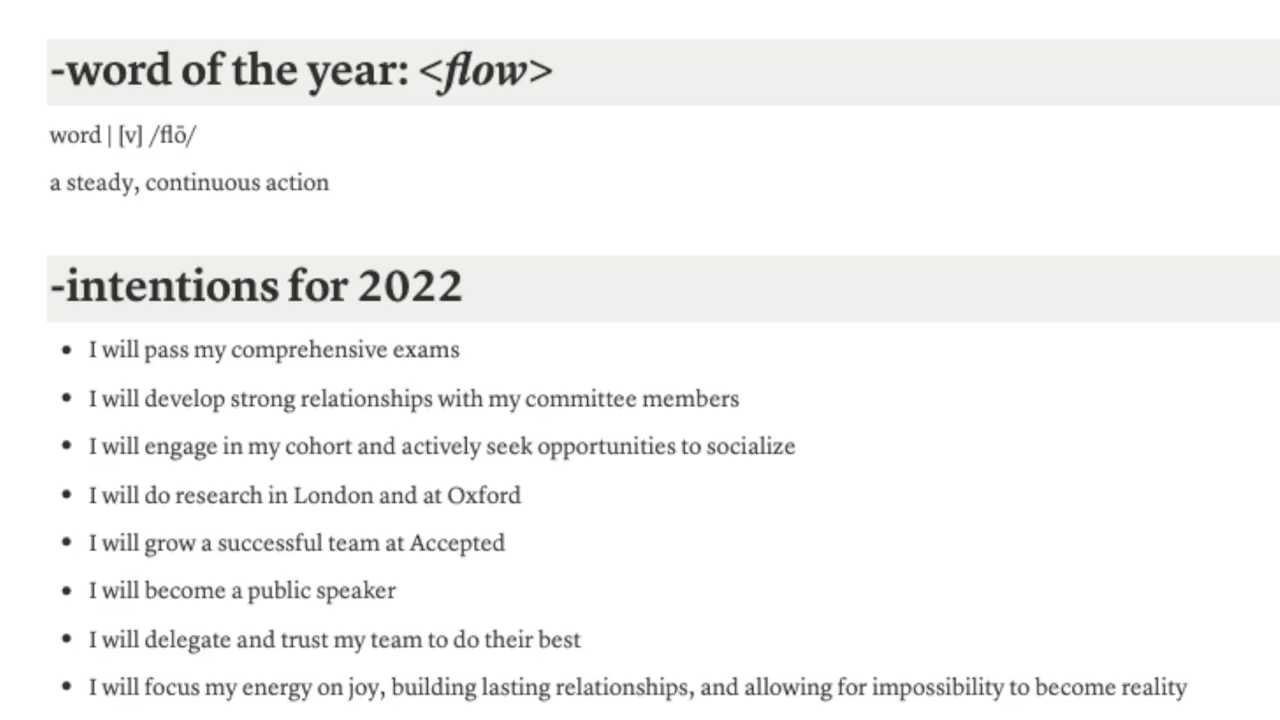 -word of the year: <flow>
word | [v] /flō/
a steady, continuous action
-intentions for 2022
• I will pass my comprehensive exams
• I will develop strong relationships with my committee members
• I will engage in my cohort and actively seek opportunities to socialize
• I will do research in London and at Oxford
• I will grow a successful team at Accepted
• I will become a public speaker
• I will delegate and trust my team to do their best
• I will focus my energy on joy, building lasting relationships, and allowing for impossibility to become reality